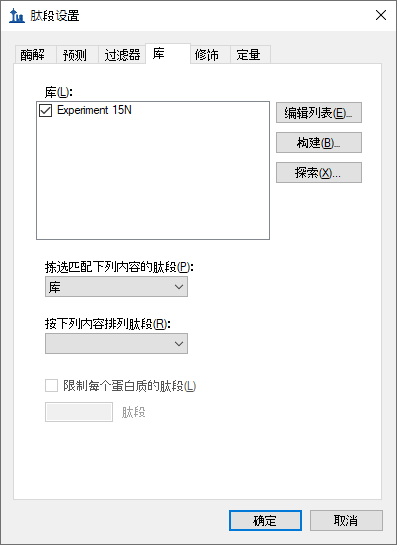 肽段设置
酶解 预测 过滤器 库 修饰 定量
库(L):
Experiment 15N
编辑列表(E)...
构建(B)...
探索(X)...
拣选匹配下列内容的肽段(P):
库
按下列内容排列肽段(R):
限制每个蛋白质的肽段(L)
肽段
确定 取消